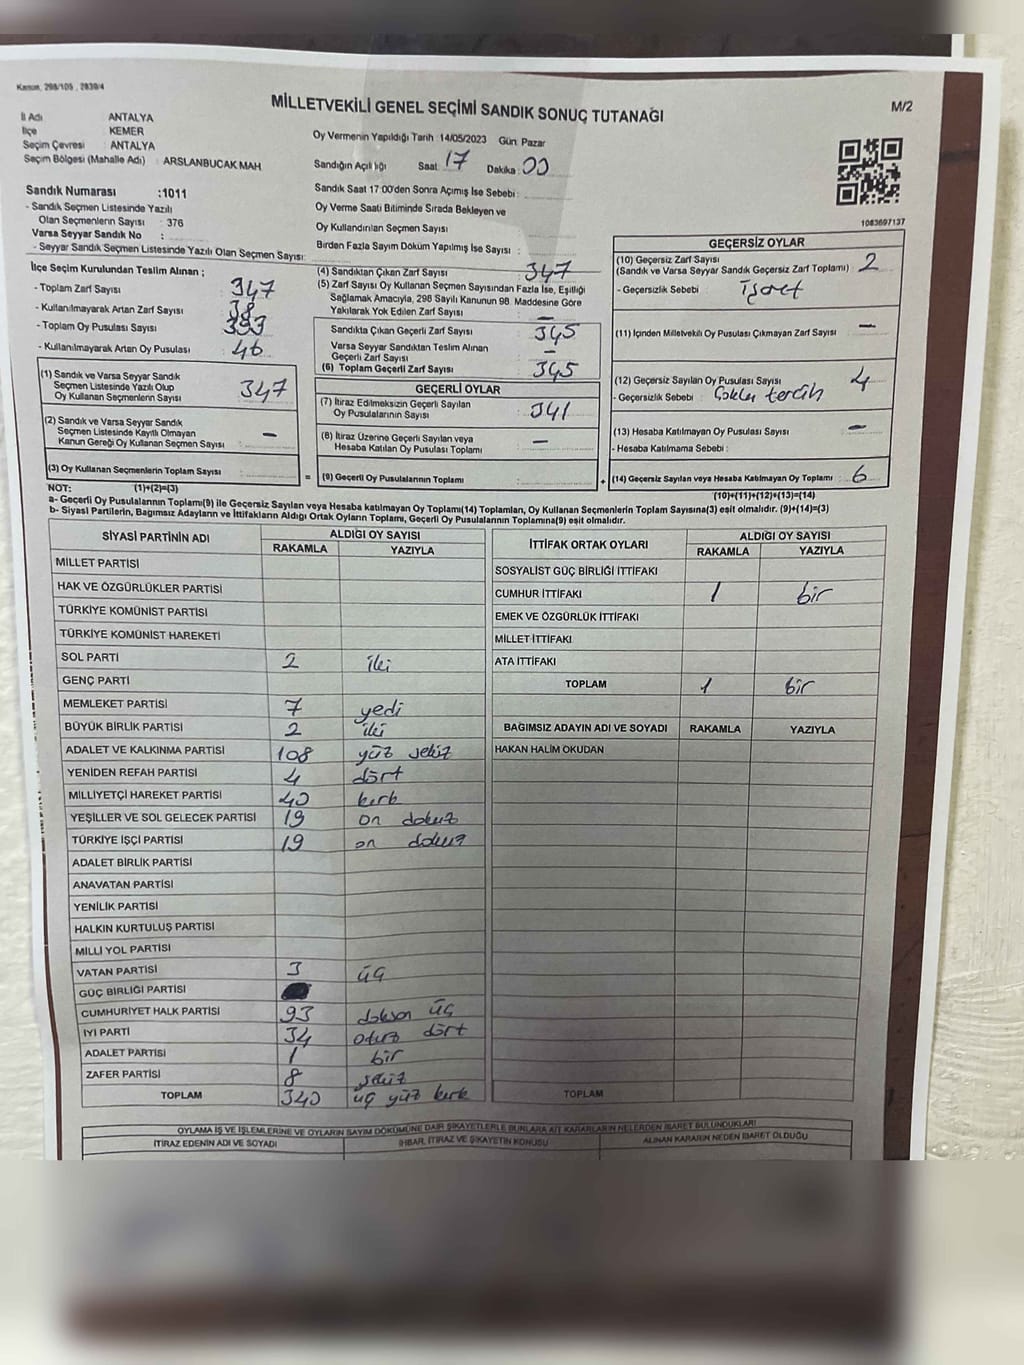 Kanun, 298/105 , 2839/4
MİLLETVEKİLİ GENEL SEÇİMİ SANDIK SONUÇ TUTANAĞI
M/2
İl Adı : ANTALYA
İlçe : KEMER
Seçim Çevresi : ANTALYA
Seçim Bölgesi (Mahalle Adı) : ARSLANBUCAK MAH
Oy Vermenin Yapıldığı Tarih :14/05/2023 Gün: Pazar
Sandığın Açıldığı Saat: 17 Dakika: 00
Sandık Saat 17:00'den Sonra Açmış İse Sebebi :
Oy Verme Saati Bitiminde Sırada Bekleyen ve
Oy Kullandırılan Seçmen Sayısı
Birden Fazla Sayım Döküm Yapılmış İse Sayısı :
1083697137
Sandık Numarası :1011
- Sandık Seçmen Listesinde Yazılı
Olan Seçmenlerin Sayısı : 376
Varsa Seyyar Sandık No :
- Seyyar Sandık Seçmen Listesinde Yazılı Olan Seçmen Sayısı:
İlçe Seçim Kurulundan Teslim Alınan ;
- Toplam Zarf Sayısı 347
- Kullanılmayarak Artan Zarf Sayısı 38
- Toplam Oy Pusulası Sayısı 393
- Kullanılmayarak Artan Oy Pusulası 46
(1) Sandık ve Varsa Seyyar Sandık
Seçmen Listesinde Yazılı Olup
Oy Kullanan Seçmenlerin Sayısı : 347
(2) Sandık ve Varsa Seyyar Sandık
Seçmen Listesinde Kayıtlı Olmayan
Kanun Gereği Oy Kullanan Seçmen Sayısı : -
(3) Oy Kullanan Seçmenlerin Toplam Sayısı :
(4) Sandıktan Çıkan Zarf Sayısı : 347
(5) Zarf Sayısı Oy Kullanan Seçmen Sayısından Fazla İse, Eşitliği
Sağlamak Amacıyla, 298 Sayılı Kanunun 98. Maddesine Göre
Yakılarak Yok Edilen Zarf Sayısı : -
Sandıkta Çıkan Geçerli Zarf Sayısı : 345
Varsa Seyyar Sandıktan Teslim Alınan
Geçerli Zarf Sayısı : -
(6) Toplam Geçerli Zarf Sayısı : 345
GEÇERLİ OYLAR
(7) İtiraz Edilmeksizin Geçerli Sayılan
Oy Pusulalarının Sayısı : 341
(8) İtiraz Üzerine Geçerli Sayılan veya
Hesaba Katılan Oy Pusulası Toplamı : -
= (9) Geçerli Oy Pusulalarının Toplamı :
GEÇERSİZ OYLAR
(10) Geçersiz Zarf Sayısı
(Sandık ve Varsa Seyyar Sandık Geçersiz Zarf Toplamı) : 2
- Geçersizlik Sebebi : işaret
(11) İçinden Milletvekili Oy Pusulası Çıkmayan Zarf Sayısı : -
(12) Geçersiz Sayılan Oy Pusulası Sayısı : 4
- Geçersizlik Sebebi : Çoklu tercih
(13) Hesaba Katılmayan Oy Pusulası Sayısı : -
- Hesaba Katılmama Sebebi :
+ (14) Geçersiz Sayılan veya Hesaba Katılmayan Oy Toplamı : 6
NOT: (1)+(2)=(3) (10)+(11)+(12)+(13)=(14)
a- Geçerli Oy Pusulalarının Toplamı(9) ile Geçersiz Sayılan veya Hesaba katılmayan Oy Toplamı(14) Toplamları, Oy Kullanan Seçmenlerin Toplam Sayısına(3) eşit olmalıdır. (9)+(14)=(3)
b- Siyasi Partilerin, Bağımsız Adayların ve İttifakların Aldığı Ortak Oyların Toplamı, Geçerli Oy Pusulalarının Toplamına(9) eşit olmalıdır.
SİYASİ PARTİNİN ADI ALDIĞI OY SAYISI
RAKAMLA YAZIYLA
MİLLET PARTİSİ
HAK VE ÖZGÜRLÜKLER PARTİSİ
TÜRKİYE KOMÜNİST PARTİSİ
TÜRKİYE KOMÜNİST HAREKETİ
SOL PARTİ 2 iki
GENÇ PARTİ
MEMLEKET PARTİSİ 7 yedi
BÜYÜK BİRLİK PARTİSİ 2 iki
ADALET VE KALKINMA PARTİSİ 108 yüz sekiz
YENİDEN REFAH PARTİSİ 4 dört
MİLLİYETÇİ HAREKET PARTİSİ 40 kırk
YEŞİLLER VE SOL GELECEK PARTİSİ 19 on dokuz
TÜRKİYE İŞÇİ PARTİSİ 19 on dokuz
ADALET BİRLİK PARTİSİ
ANAVATAN PARTİSİ
YENİLİK PARTİSİ
HALKIN KURTULUŞ PARTİSİ
MİLLİ YOL PARTİSİ
VATAN PARTİSİ 3 üç
GÜÇ BİRLİĞİ PARTİSİ
CUMHURİYET HALK PARTİSİ 93 doksan üç
İYİ PARTİ 34 otuz dört
ADALET PARTİSİ 1 bir
ZAFER PARTİSİ 8 sekiz
TOPLAM 340 üç yüz kırk
İTTİFAK ORTAK OYLARI ALDIĞI OY SAYISI
RAKAMLA YAZIYLA
SOSYALİST GÜÇ BİRLİĞİ İTTİFAKI
CUMHUR İTTİFAKI 1 bir
EMEK VE ÖZGÜRLÜK İTTİFAKI
MİLLET İTTİFAKI
ATA İTTİFAKI
TOPLAM 1 bir
BAĞIMSIZ ADAYIN ADI VE SOYADI RAKAMLA YAZIYLA
HAKAN HALİM OKUDAN
TOPLAM
OYLAMA İŞ VE İŞLEMLERİNE VE OYLARIN SAYIM DÖKÜMÜNE DAİR ŞİKAYETLERLE BUNLARA AİT KARARLARIN NELERDEN İBARET BULUNDUKLARI
İTİRAZ EDENİN ADI VE SOYADI İHBAR, İTİRAZ VE ŞİKAYETİN KONUSU ALINAN KARARIN NEDEN İBARET OLDUĞU